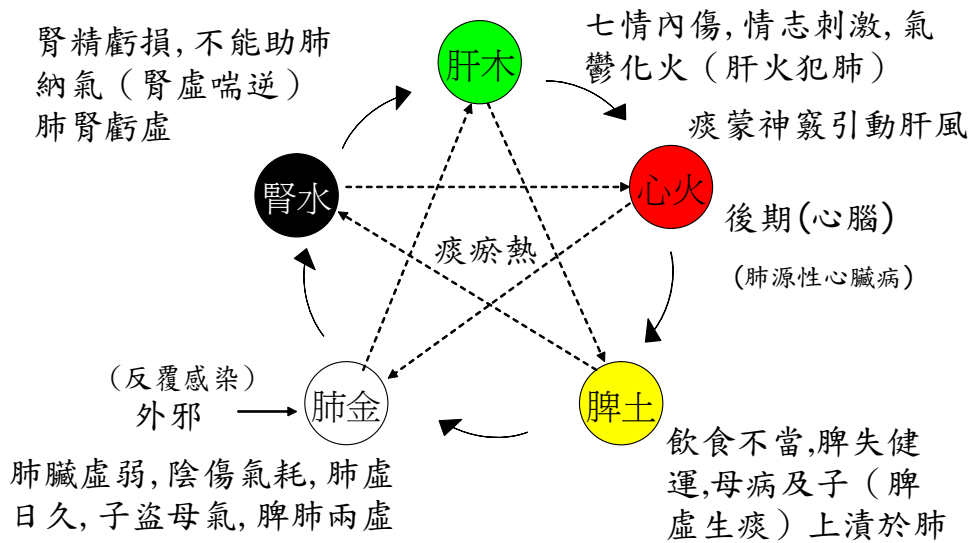 腎精虧損, 不能助肺
納氣（腎虛喘逆）
肺腎虧虛
肝木
七情內傷, 情志刺激, 氣
鬱化火（肝火犯肺）
痰蒙神竅引動肝風
腎水
心火
後期(心腦)
(肺源性心臟病)
痰瘀熱
（反覆感染）
外邪
肺金
脾土
肺臟虛弱, 陰傷氣耗, 肺虛
日久, 子盜母氣, 脾肺兩虛
飲食不當,脾失健
運,母病及子（脾
虛生痰）上漬於肺